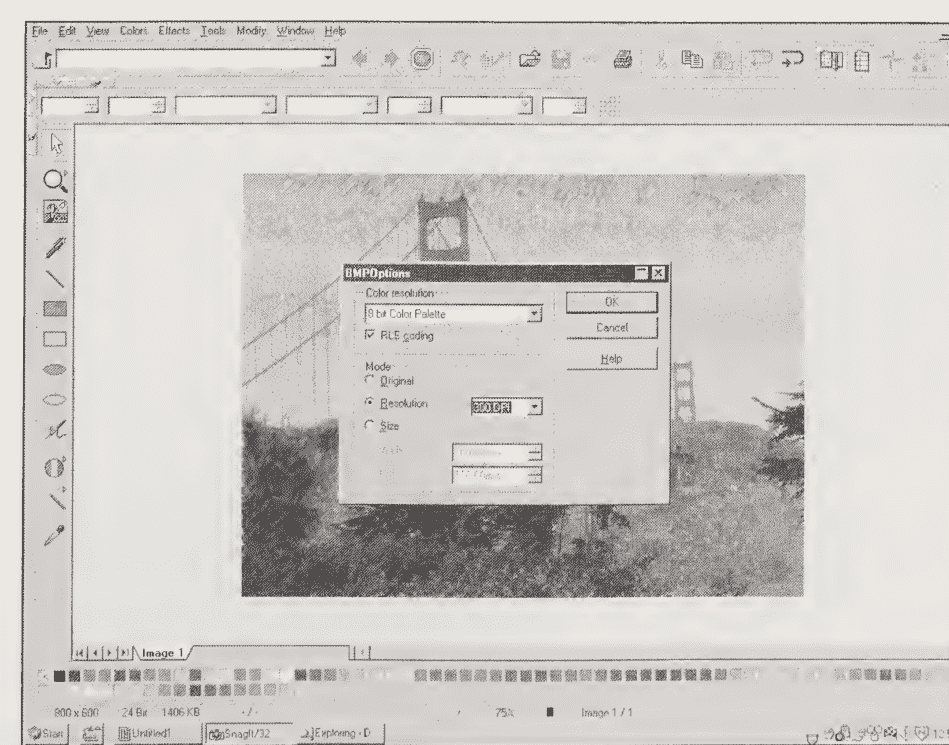 File Edit View Colors Effects Tools Modify Window Help
BMPOptions
Color resolution
8 bit Color Palette
RLE coding
OK
Cancel
Help
Mode
Original
Resolution
300 DPI
Size
Image 1
800 x 600 24 Bit 1406 KB -/- 75% Image 1 / 1
Start Untitled1 SnagIt/32 Exploring - D